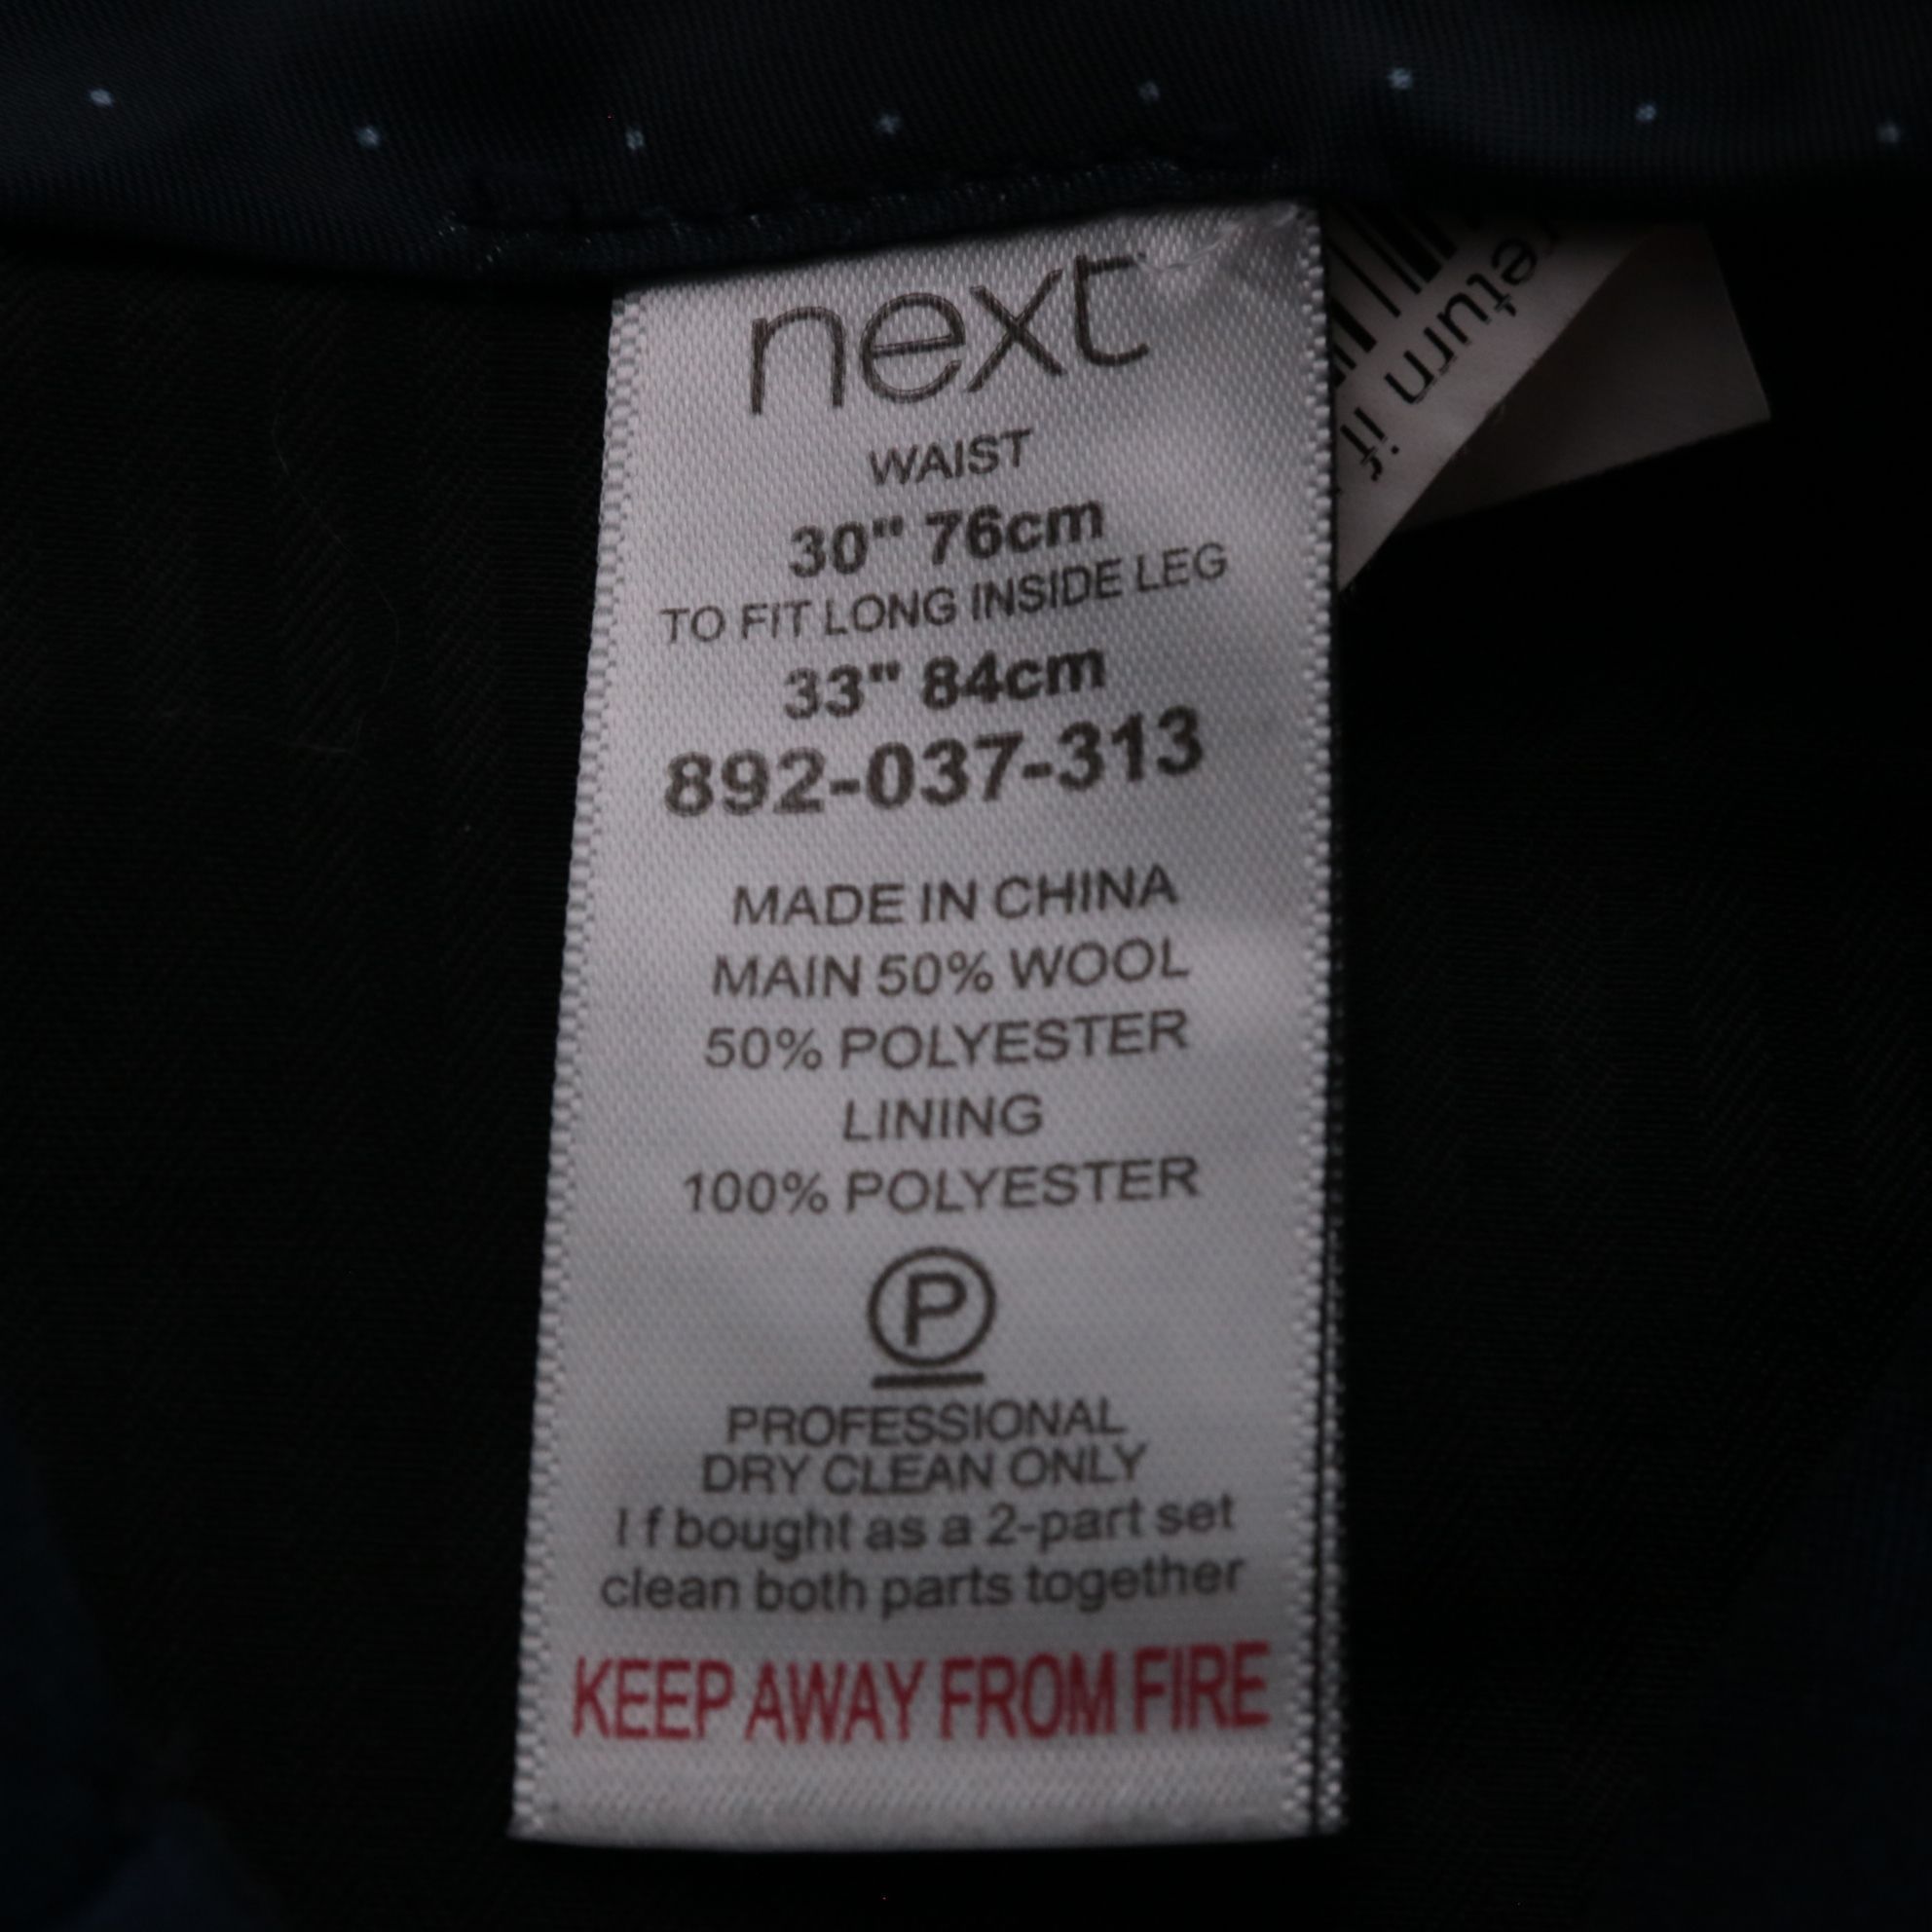 next
WAIST
30" 76cm
TO FIT LONG INSIDE LEG
33" 84cm
892-037-313
MADE IN CHINA
MAIN 50% WOOL
50% POLYESTER
LINING
100% POLYESTER
P
PROFESSIONAL
DRY CLEAN ONLY
I f bought as a 2-part set
clean both parts together
KEEP AWAY FROM FIRE
return if